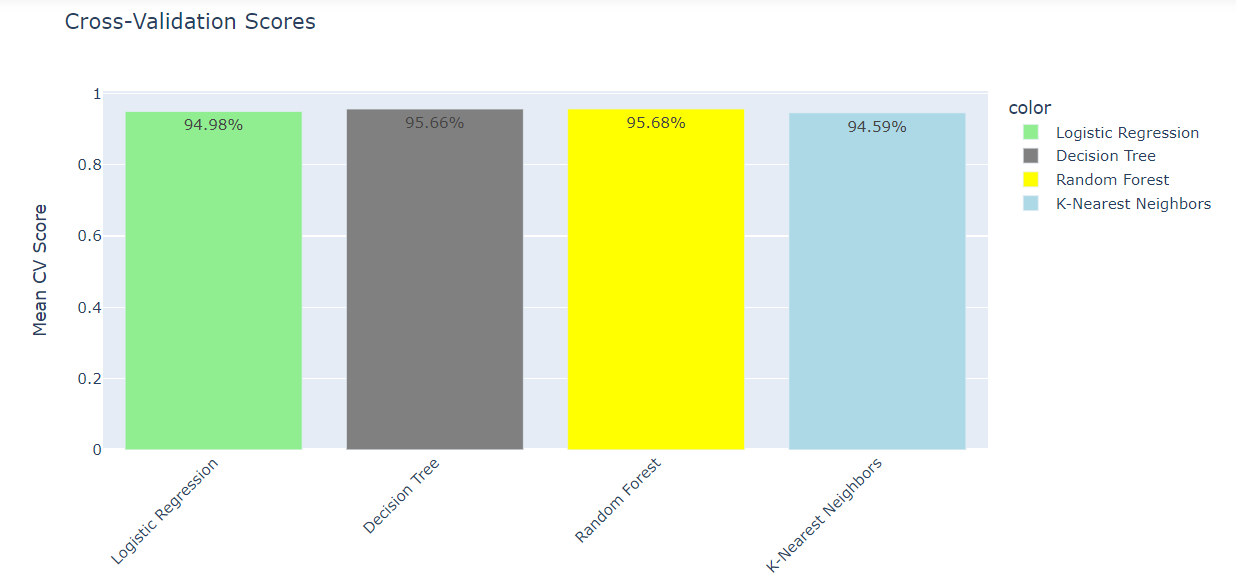 Cross-Validation Scores
Mean CV Score
1
0.8
0.6
0.4
0.2
0
94.98%
95.66%
95.68%
94.59%
Logistic Regression
Decision Tree
Random Forest
K-Nearest Neighbors
color
Logistic Regression
Decision Tree
Random Forest
K-Nearest Neighbors